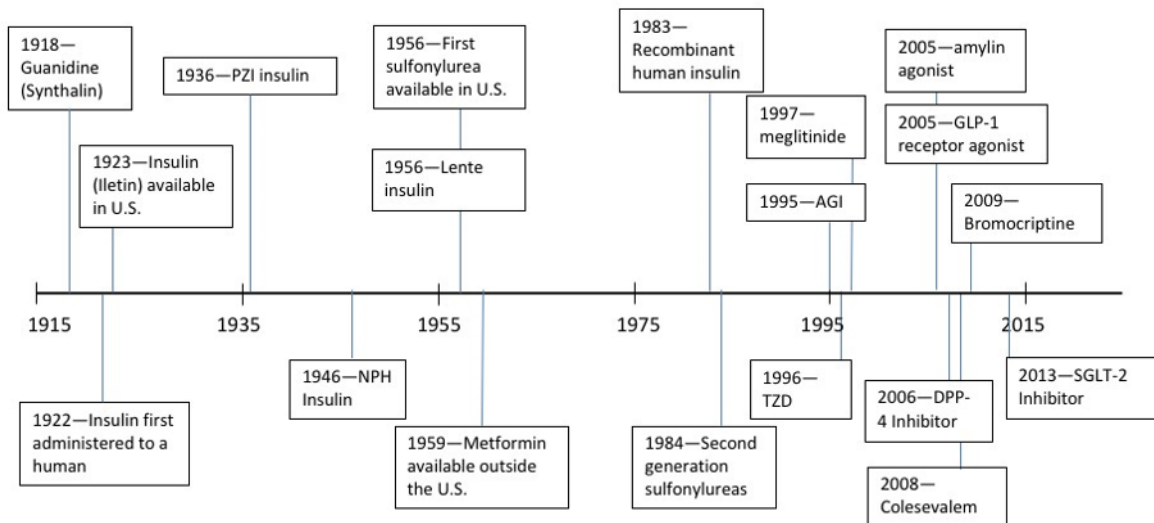 1918—
Guanidine
(Synthalin)
1923—Insulin
(Iletin) available
in U.S.
1936—PZI insulin
1956—First
sulfonylurea
available in U.S.
1956—Lente
insulin
1983—
Recombinant
human insulin
1997—
meglitinide
1995—AGI
2005—amylin
agonist
2005—GLP-1
receptor agonist
2009—
Bromocriptine
1915
1935
1955
1975
1995
2015
1922—Insulin first
administered to a
human
1946—NPH
Insulin
1959—Metformin
available outside
the U.S.
1984—Second
generation
sulfonylureas
1996—
TZD
2006—DPP-
4 Inhibitor
2008—
Colesevalem
2013—SGLT-2
Inhibitor